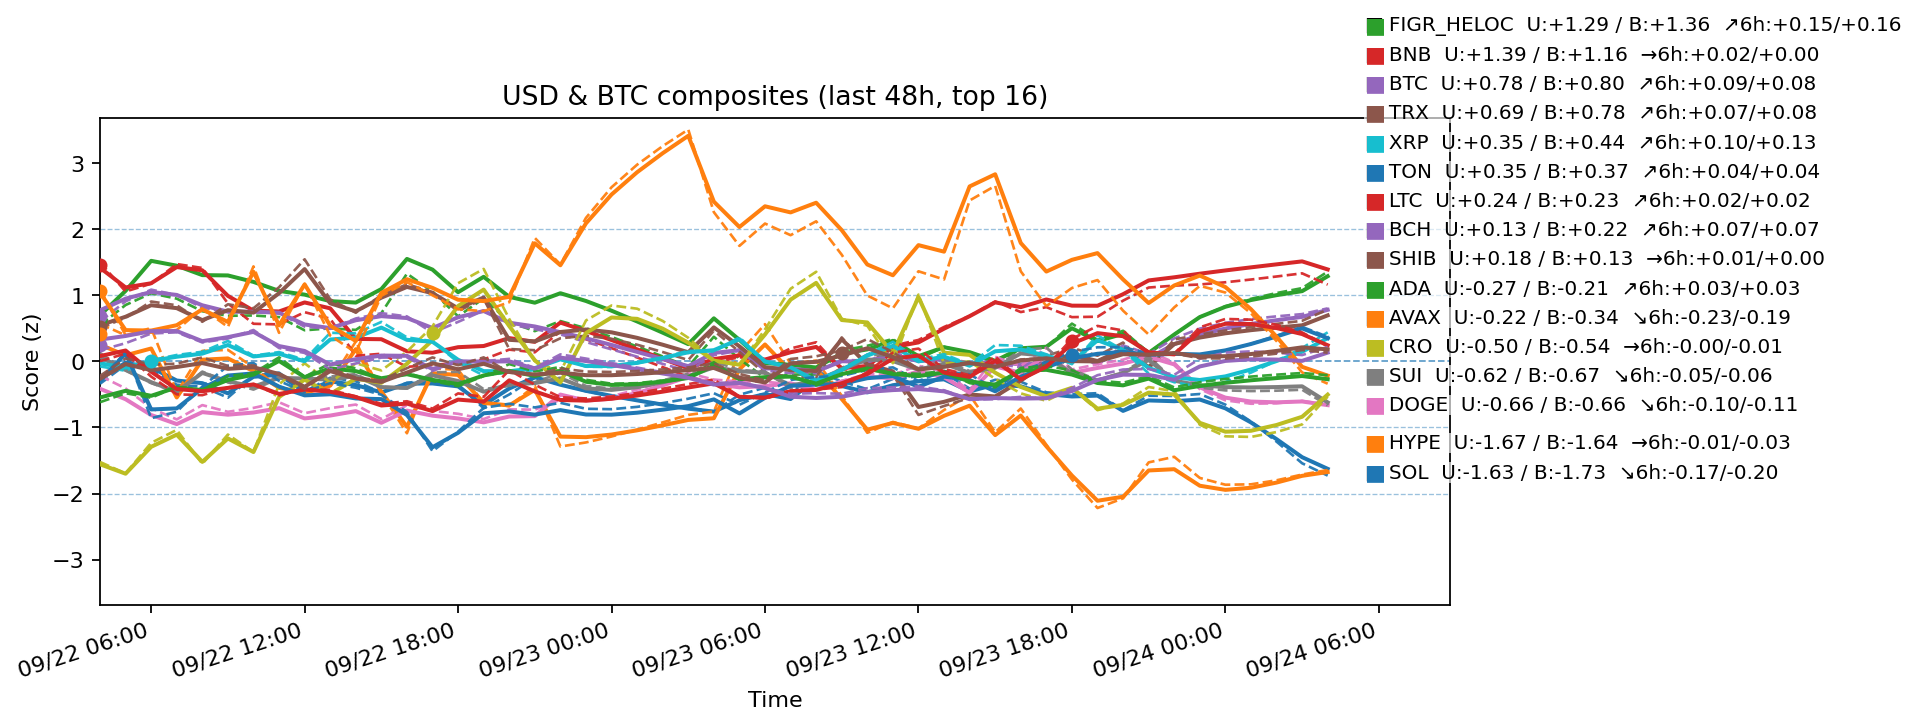 FIGR_HELOC U:+1.29 / B:+1.36 ↗6h:+0.15/+0.16
BNB U:+1.39 / B:+1.16 →6h:+0.02/+0.00
BTC U:+0.78 / B:+0.80 ↗6h:+0.09/+0.08
TRX U:+0.69 / B:+0.78 ↗6h:+0.07/+0.08
XRP U:+0.35 / B:+0.44 ↗6h:+0.10/+0.13
TON U:+0.35 / B:+0.37 ↗6h:+0.04/+0.04
LTC U:+0.24 / B:+0.23 ↗6h:+0.02/+0.02
BCH U:+0.13 / B:+0.22 ↗6h:+0.07/+0.07
SHIB U:+0.18 / B:+0.13 →6h:+0.01/+0.00
ADA U:-0.27 / B:-0.21 ↗6h:+0.03/+0.03
AVAX U:-0.22 / B:-0.34 ↘6h:-0.23/-0.19
CRO U:-0.50 / B:-0.54 →6h:-0.00/-0.01
SUI U:-0.62 / B:-0.67 ↘6h:-0.05/-0.06
DOGE U:-0.66 / B:-0.66 ↘6h:-0.10/-0.11
HYPE U:-1.67 / B:-1.64 →6h:-0.01/-0.03
SOL U:-1.63 / B:-1.73 ↘6h:-0.17/-0.20
USD & BTC composites (last 48h, top 16)
Score (z)
3
2
1
0
−1
−2
−3
09/22 06:00
09/22 12:00
09/22 18:00
09/23 00:00
09/23 06:00
09/23 12:00
09/23 18:00
09/24 00:00
09/24 06:00
Time